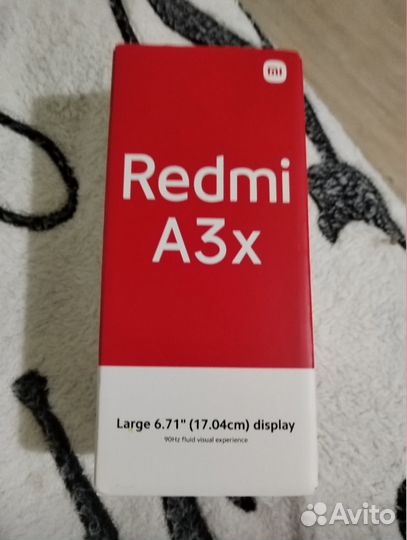 mi
Redmi
A3x
Large 6.71" (17.04cm) display
90Hz fluid visual experience
Avito